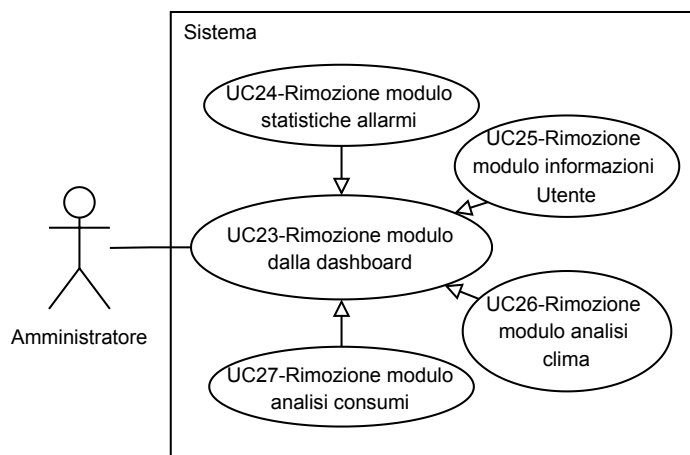 Sistema
UC24-Rimozione modulo
statistiche allarmi
UC25-Rimozione
modulo informazioni
Utente
UC23-Rimozione modulo
dalla dashboard
UC26-Rimozione
modulo analisi
clima
Amministratore
UC27-Rimozione modulo
analisi consumi